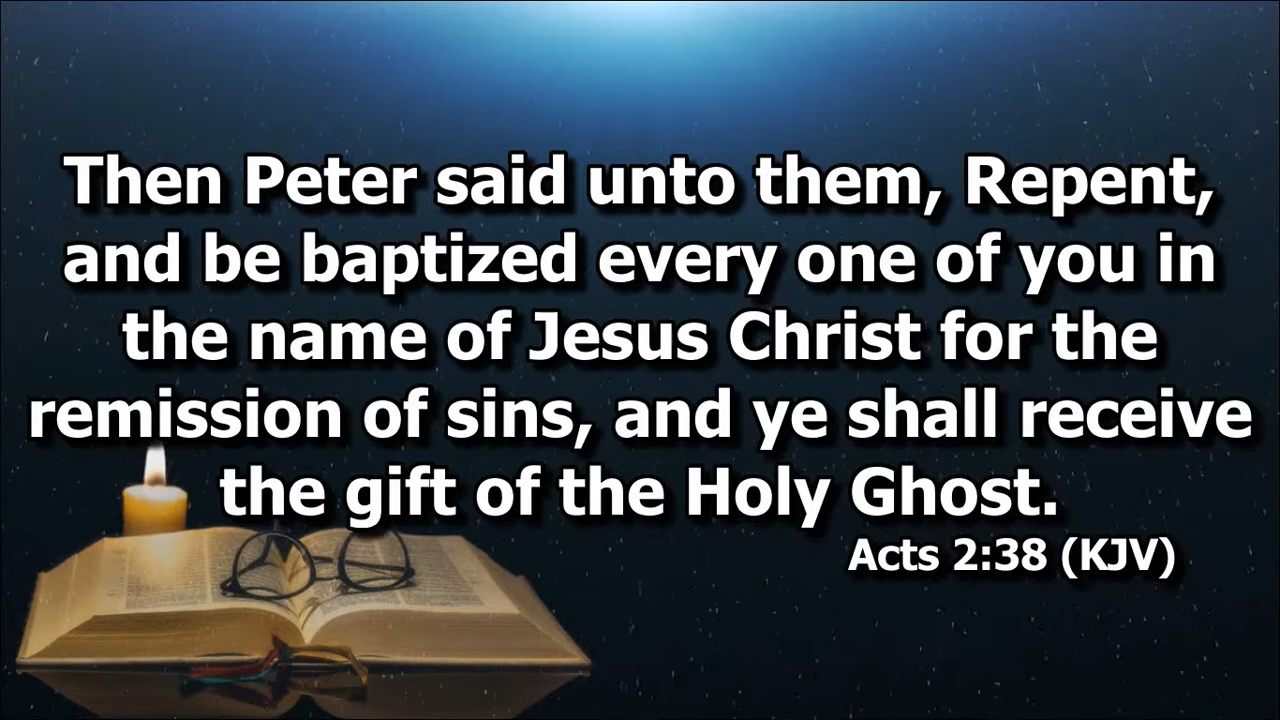 Then Peter said unto them, Repent,
and be baptized every one of you in
the name of Jesus Christ for the
remission of sins, and ye shall receive
the gift of the Holy Ghost.
Acts 2:38 (KJV)